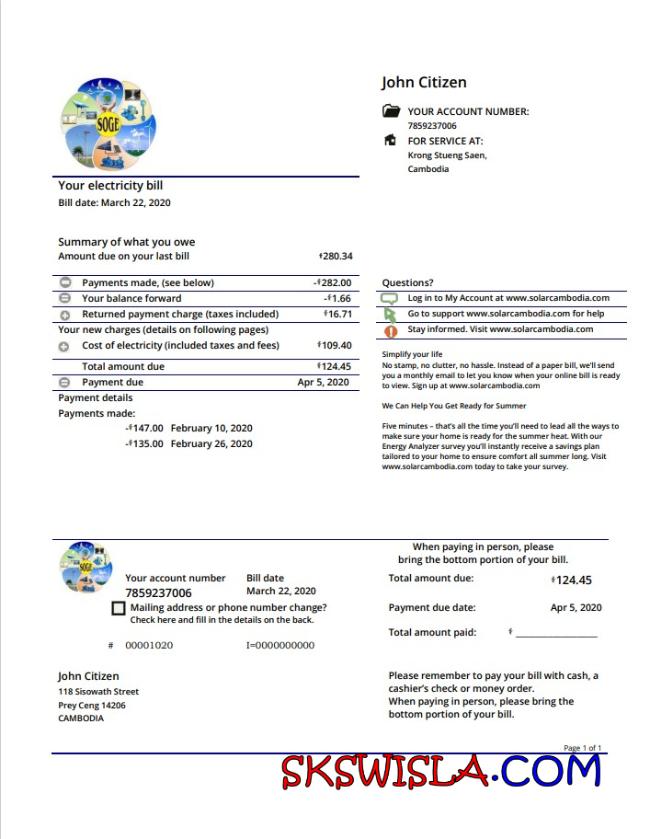 SOGE
John Citizen
YOUR ACCOUNT NUMBER:
7859237006
FOR SERVICE AT:
Krong Stueng Saen,
Cambodia
Your electricity bill
Bill date: March 22, 2020
Summary of what you owe
Amount due on your last bill ៛280.34
Payments made, (see below) -៛282.00
Your balance forward -៛1.66
Returned payment charge (taxes included) ៛16.71
Your new charges (details on following pages)
Cost of electricity (included taxes and fees) ៛109.40
Total amount due ៛124.45
Payment due Apr 5, 2020
Payment details
Payments made:
-៛147.00 February 10, 2020
-៛135.00 February 26, 2020
Questions?
Log in to My Account at www.solarcambodia.com
Go to support www.solarcambodia.com for help
Stay informed. Visit www.solarcambodia.com
Simplify your life
No stamp, no clutter, no hassle. Instead of a paper bill, we'll send
you a monthly email to let you know when your online bill is ready
to view. Sign up at www.solarcambodia.com
We Can Help You Get Ready for Summer
Five minutes – that's all the time you'll need to lead all the ways to
make sure your home is ready for the summer heat. With our
Energy Analyzer survey you'll instantly receive a savings plan
tailored to your home to ensure comfort all summer long. Visit
www.solarcambodia.com today to take your survey.
SOGE
Your account number
7859237006
Bill date
March 22, 2020
Mailing address or phone number change?
Check here and fill in the details on the back.
# 00001020 I=0000000000
John Citizen
118 Sisowath Street
Prey Ceng 14206
CAMBODIA
When paying in person, please
bring the bottom portion of your bill.
Total amount due: ៛124.45
Payment due date: Apr 5, 2020
Total amount paid: ៛ ________________
Please remember to pay your bill with cash, a
cashier's check or money order.
When paying in person, please bring the
bottom portion of your bill.
Page 1 of 1
SKSWISLA.COM